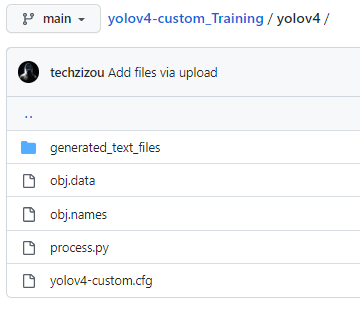 main yolov4-custom_Training / yolov4 /
techzizou Add files via upload
..
generated_text_files
obj.data
obj.names
process.py
yolov4-custom.cfg